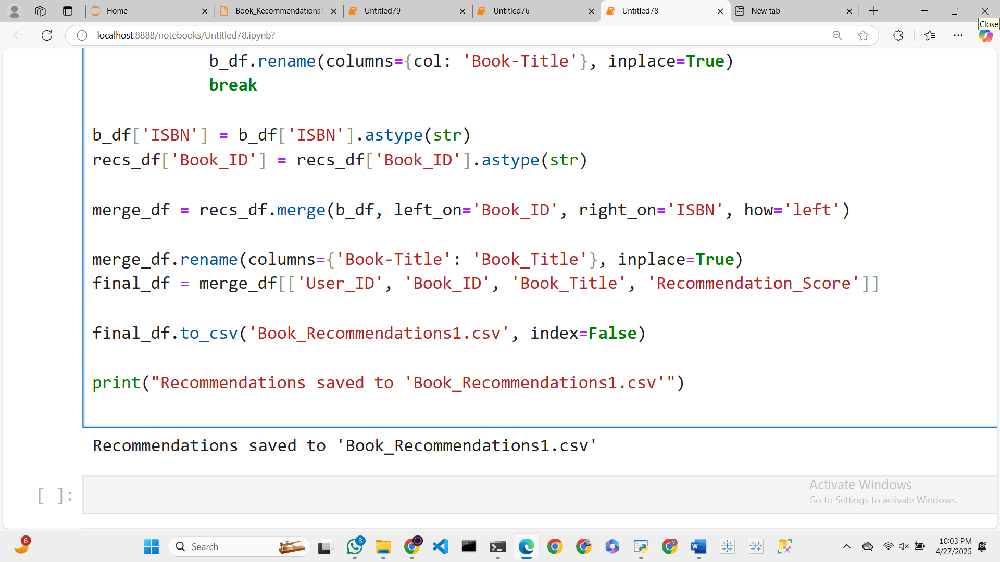 Home
Book_Recommendations1
Untitled79
Untitled76
Untitled78
New tab
Close
localhost:8888/notebooks/Untitled78.ipynb?
b_df.rename(columns={col: 'Book-Title'}, inplace=True)
break
b_df['ISBN'] = b_df['ISBN'].astype(str)
recs_df['Book_ID'] = recs_df['Book_ID'].astype(str)
merge_df = recs_df.merge(b_df, left_on='Book_ID', right_on='ISBN', how='left')
merge_df.rename(columns={'Book-Title': 'Book_Title'}, inplace=True)
final_df = merge_df[['User_ID', 'Book_ID', 'Book_Title', 'Recommendation_Score']]
final_df.to_csv('Book_Recommendations1.csv', index=False)
print("Recommendations saved to 'Book_Recommendations1.csv'")
Recommendations saved to 'Book_Recommendations1.csv'
[ ]:
Activate Windows
Go to Settings to activate Windows.
6
Search
3
V
W
10:03 PM
4/27/2025